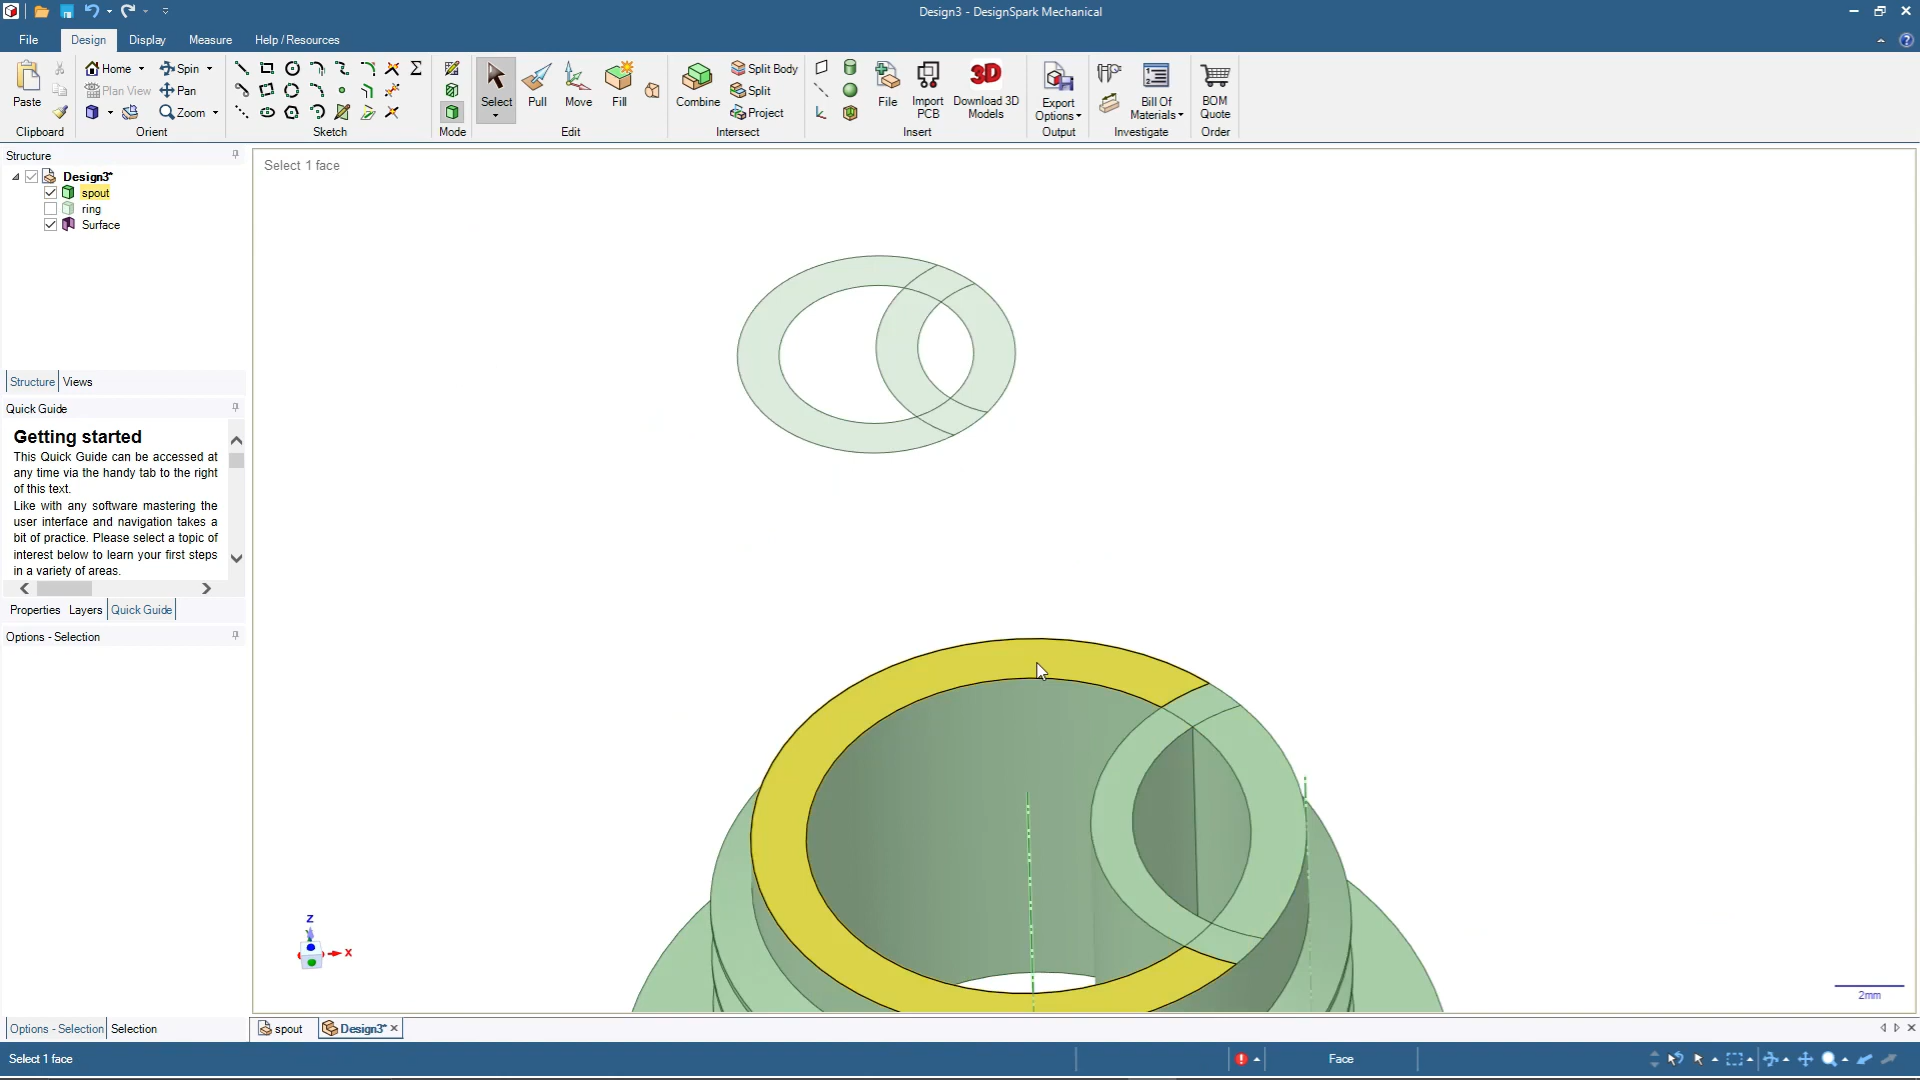 Design3 - DesignSpark Mechanical
File
Design
Display
Measure
Help / Resources
Paste
Clipboard
Home
Spin
Plan View
Pan
Zoom
Orient
Sketch
Mode
Select
Pull
Move
Fill
Edit
Combine
Split Body
Split
Project
Intersect
File
Import PCB
3D
Download 3D Models
Insert
Export Options
Output
Bill Of Materials
Investigate
BOM Quote
Order
Structure
Select 1 face
Design3*
spout
ring
Surface
Structure
Views
Quick Guide
Getting started
This Quick Guide can be accessed at
any time via the handy tab to the right
of this text.
Like with any software mastering the
user interface and navigation takes a
bit of practice. Please select a topic of
interest below to learn your first steps
in a variety of areas.
Properties
Layers
Quick Guide
Options - Selection
Z
X
2mm
Options - Selection
Selection
spout
Design3*
Select 1 face
Face